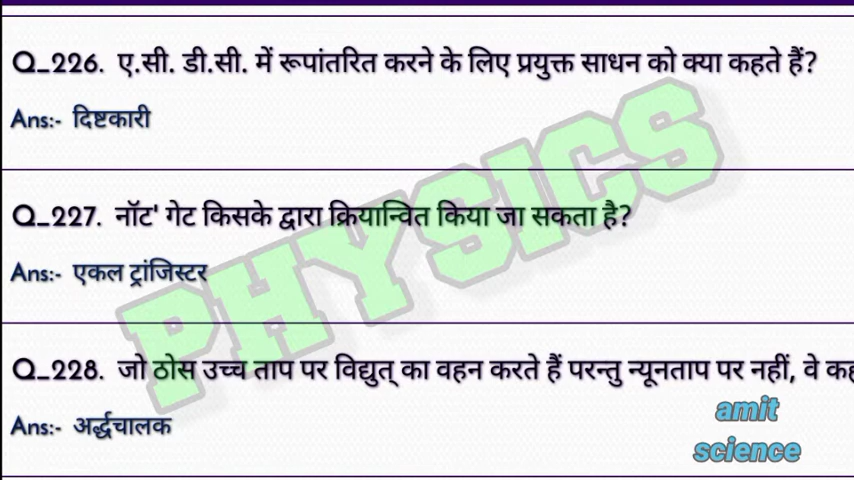 Q_226. ए.सी. डी.सी. में रूपांतरित करने के लिए प्रयुक्त साधन को क्या कहते हैं?
Ans:- दिष्टकारी
Q_227. नॉट' गेट किसके द्वारा क्रियान्वित किया जा सकता है?
Ans:- एकल ट्रांजिस्टर
Q_228. जो ठोस उच्च ताप पर विद्युत् का वहन करते हैं परन्तु न्यूनताप पर नहीं, वे
Ans:- अर्द्धचालक
PHYSICS
amit
science